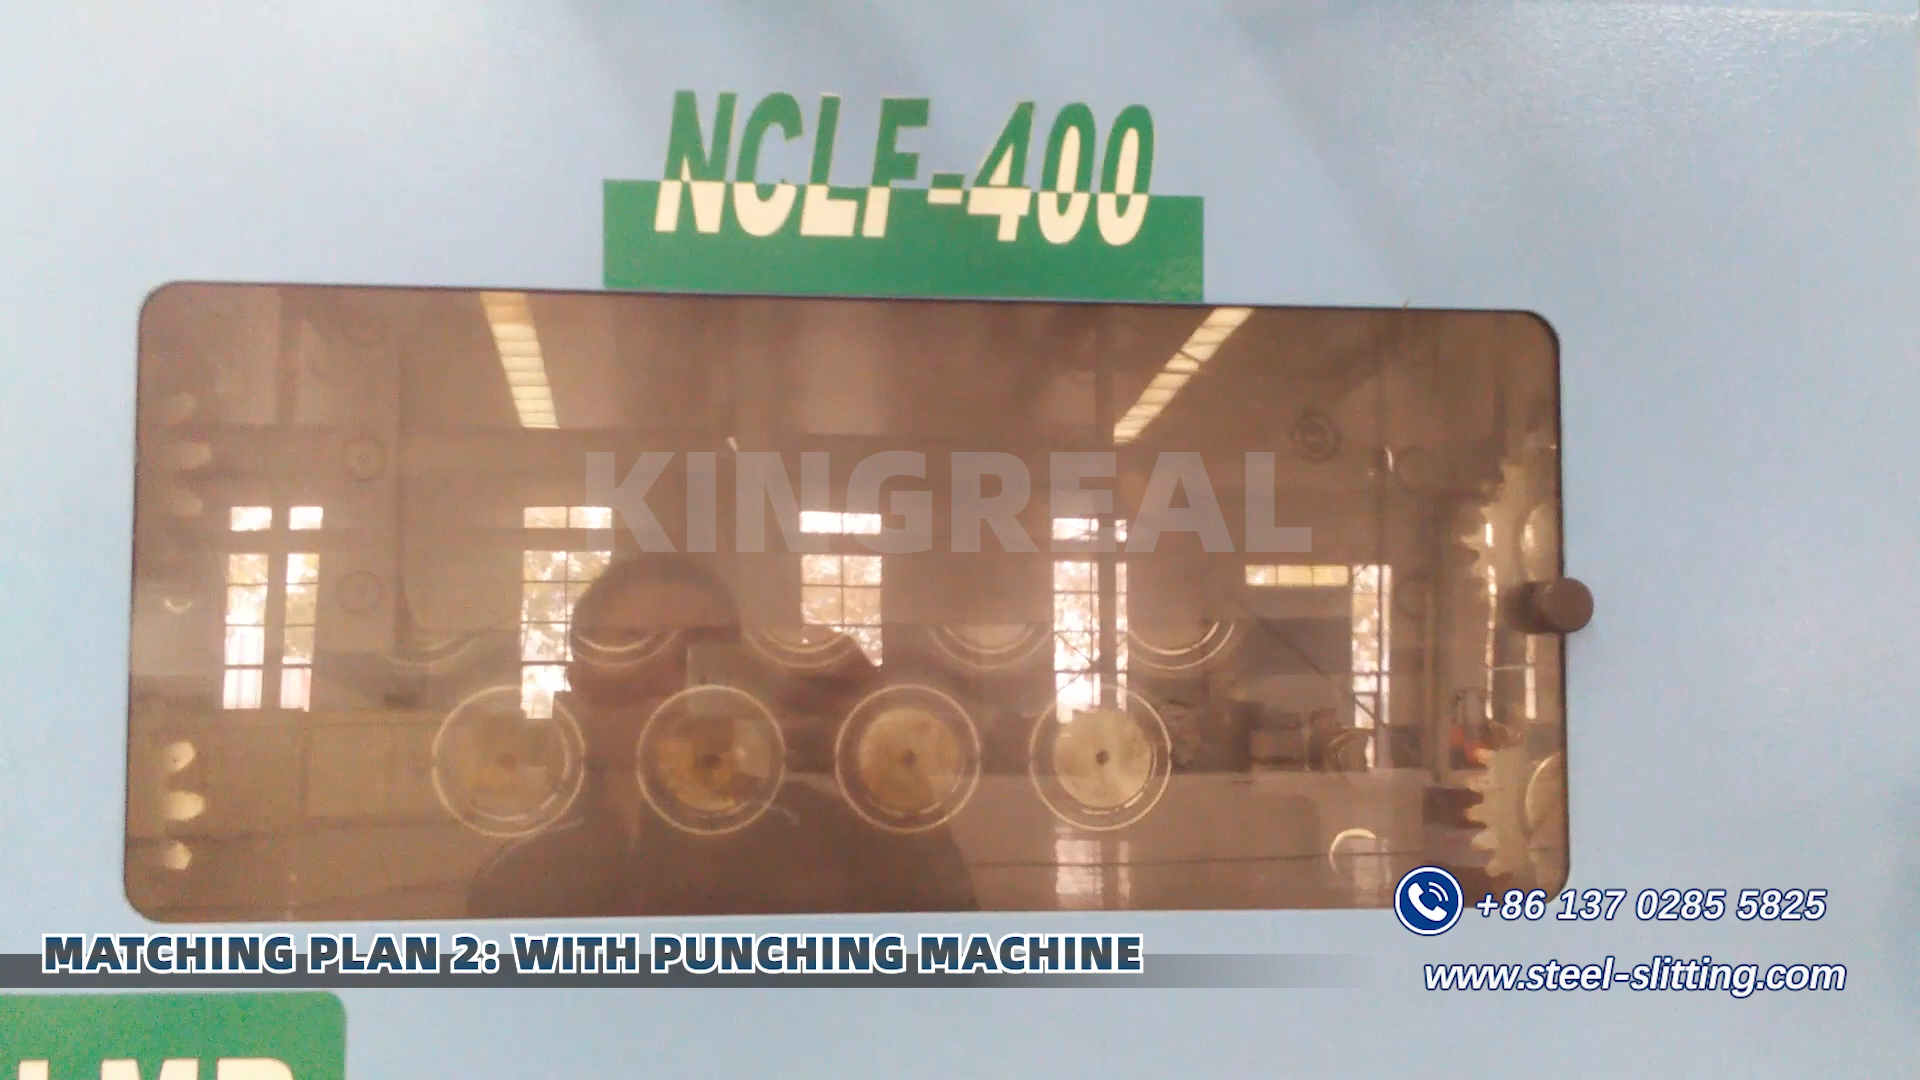 NCLF-400
KINGREAL
+86 137 0285 5825
MATCHING PLAN 2: WITH PUNCHING MACHINE
www.steel-slitting.com